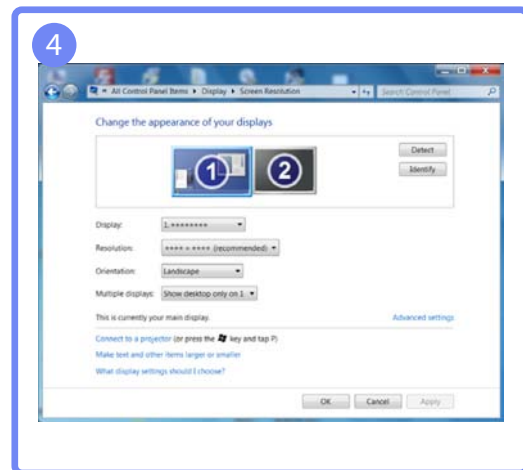 4
« All Control Panel Items ▸ Display ▸ Screen Resolution
Search Control Panel
Change the appearance of your displays
1
2
Detect
Identify
Display: 1.********
Resolution: **** × **** (recommended)
Orientation: Landscape
Multiple displays: Show desktop only on 1
This is currently your main display.
Advanced settings
Connect to a projector (or press the key and tap P)
Make text and other items larger or smaller
What display settings should I choose?
OK Cancel Apply